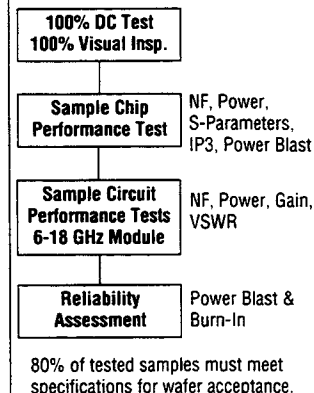 100% DC Test
100% Visual Insp.
Sample Chip
Performance Test
NF, Power,
S-Parameters,
IP3, Power Blast
Sample Circuit
Performance Tests
6-18 GHz Module
NF, Power, Gain,
VSWR
Reliability
Assessment
Power Blast &
Burn-In
80% of tested samples must meet
specifications for wafer acceptance.